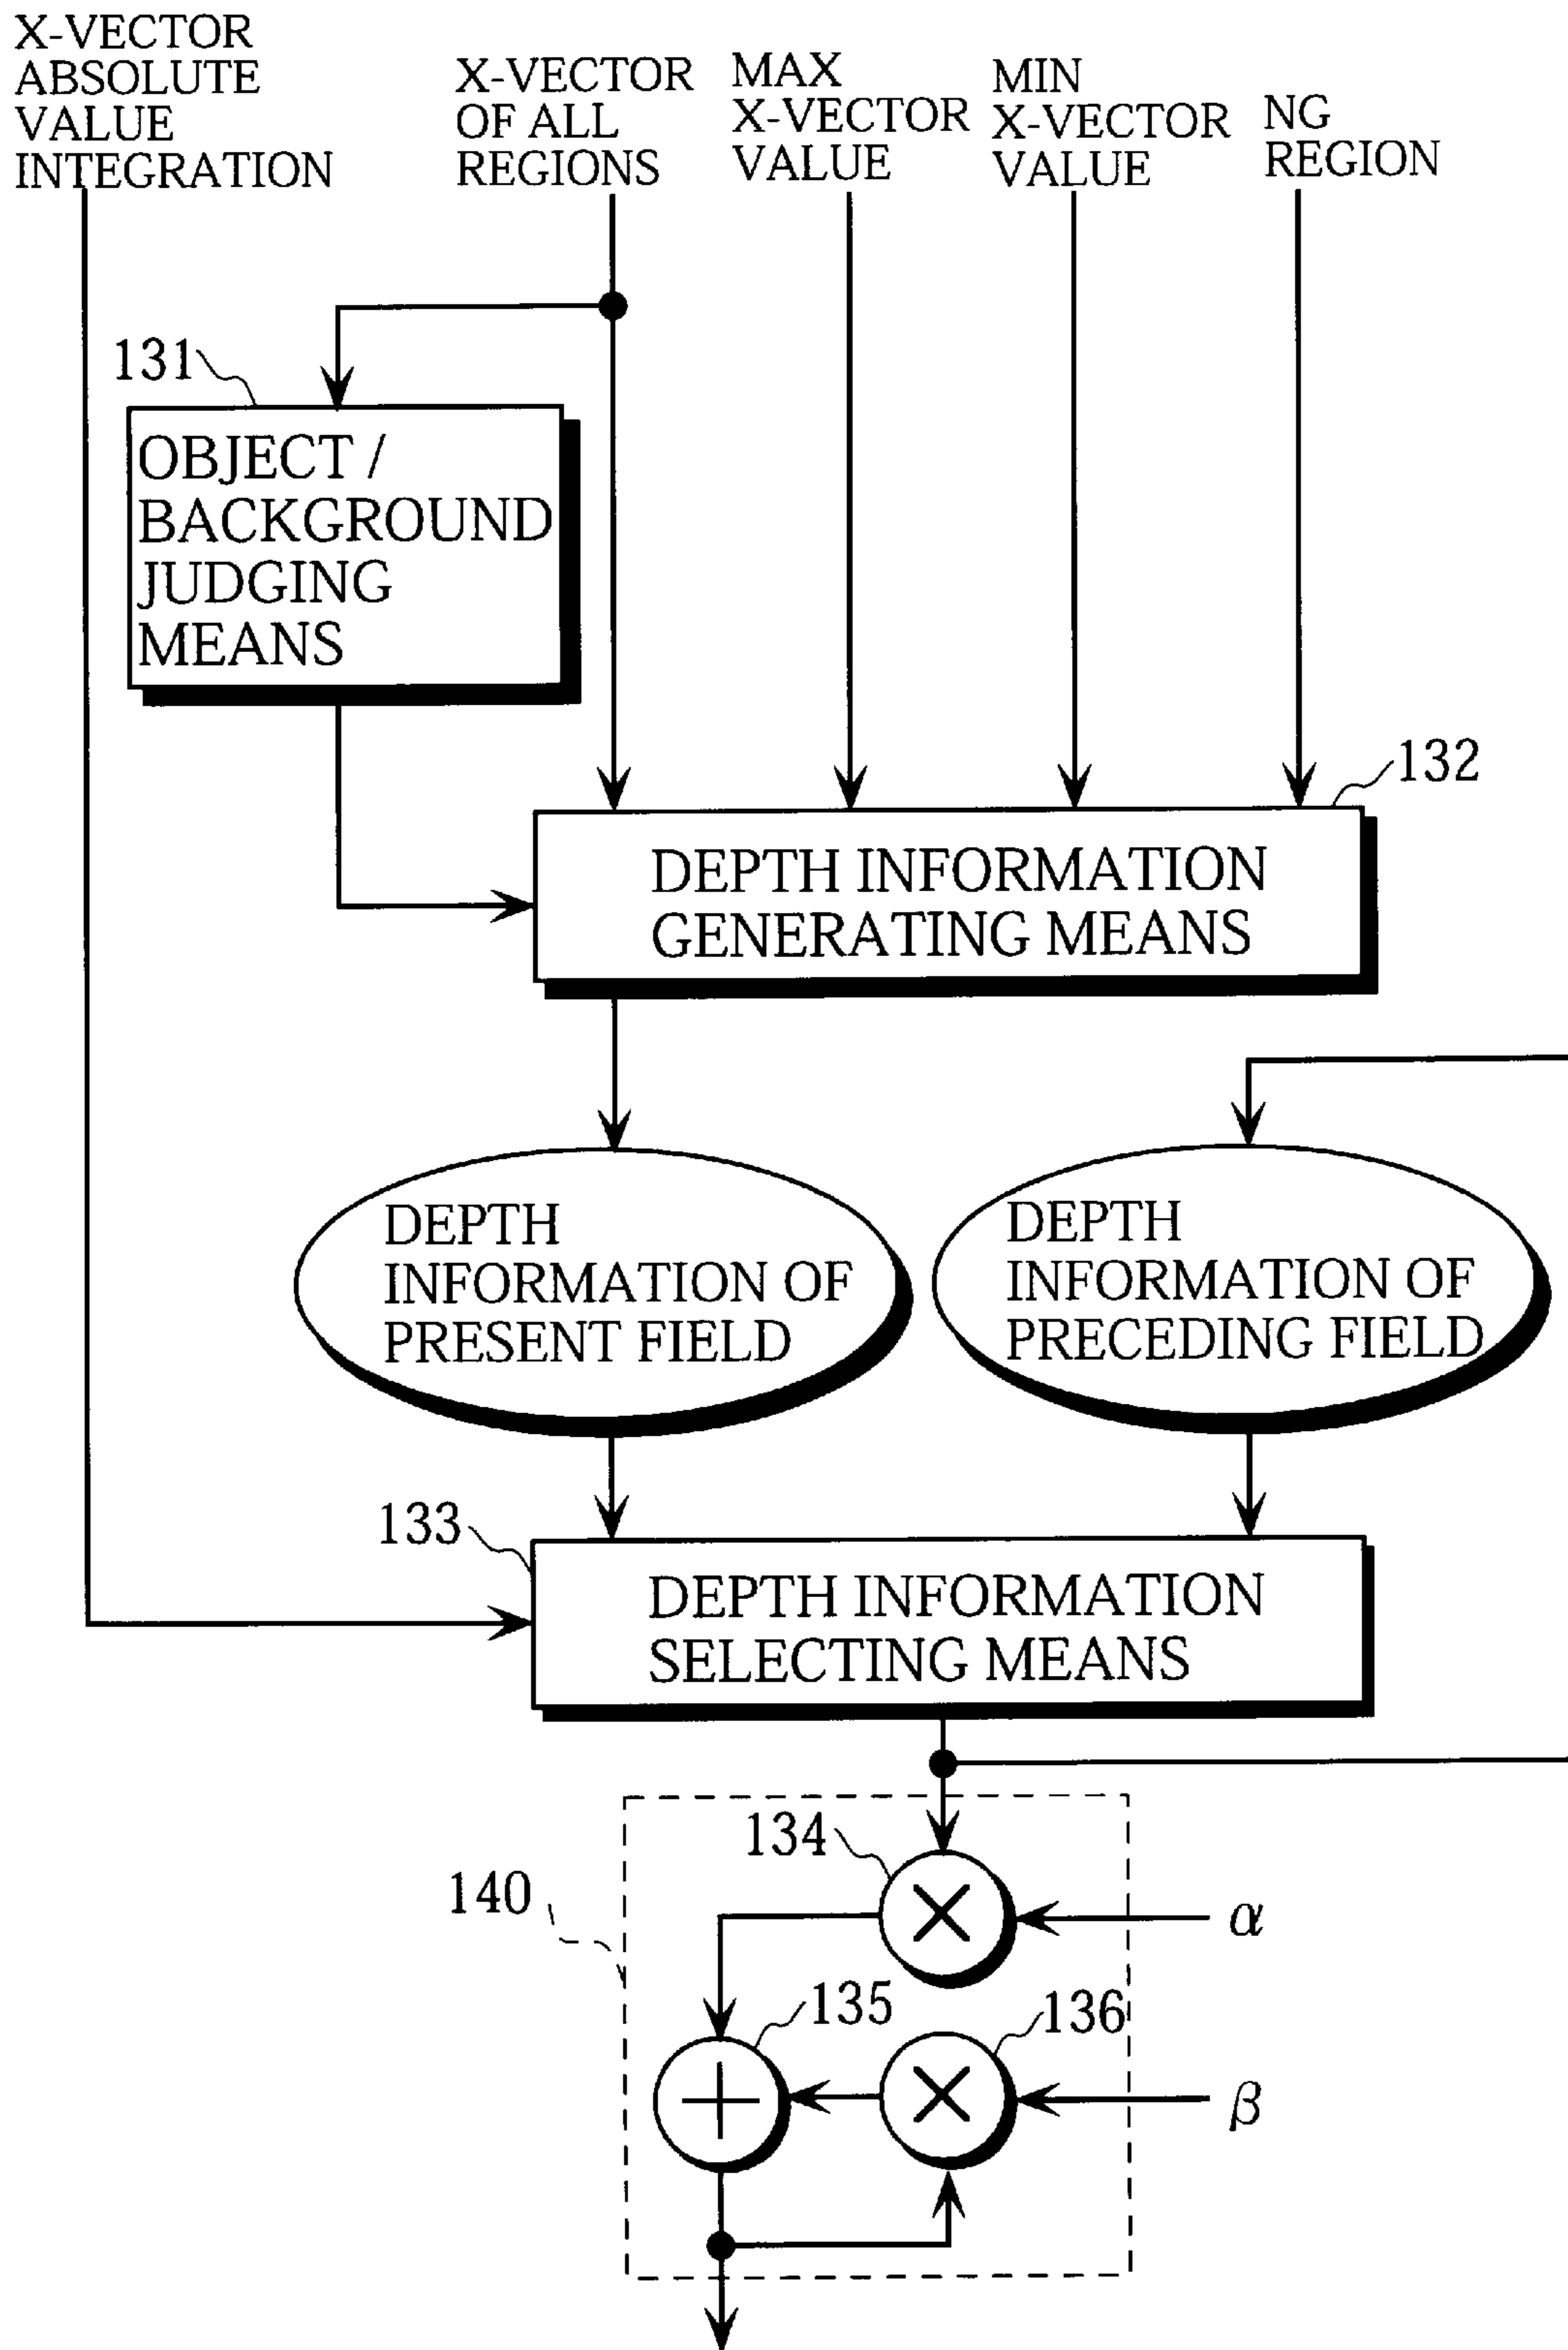 X-VECTOR
ABSOLUTE
VALUE
INTEGRATION
X-VECTOR
OF ALL
REGIONS
MAX
X-VECTOR
VALUE
MIN
X-VECTOR
VALUE
NG
REGION
131
OBJECT /
BACKGROUND
JUDGING
MEANS
132
DEPTH INFORMATION
GENERATING MEANS
DEPTH
INFORMATION OF
PRESENT FIELD
DEPTH
INFORMATION OF
PRECEDING FIELD
133
DEPTH INFORMATION
SELECTING MEANS
134
140
α
135
136
β